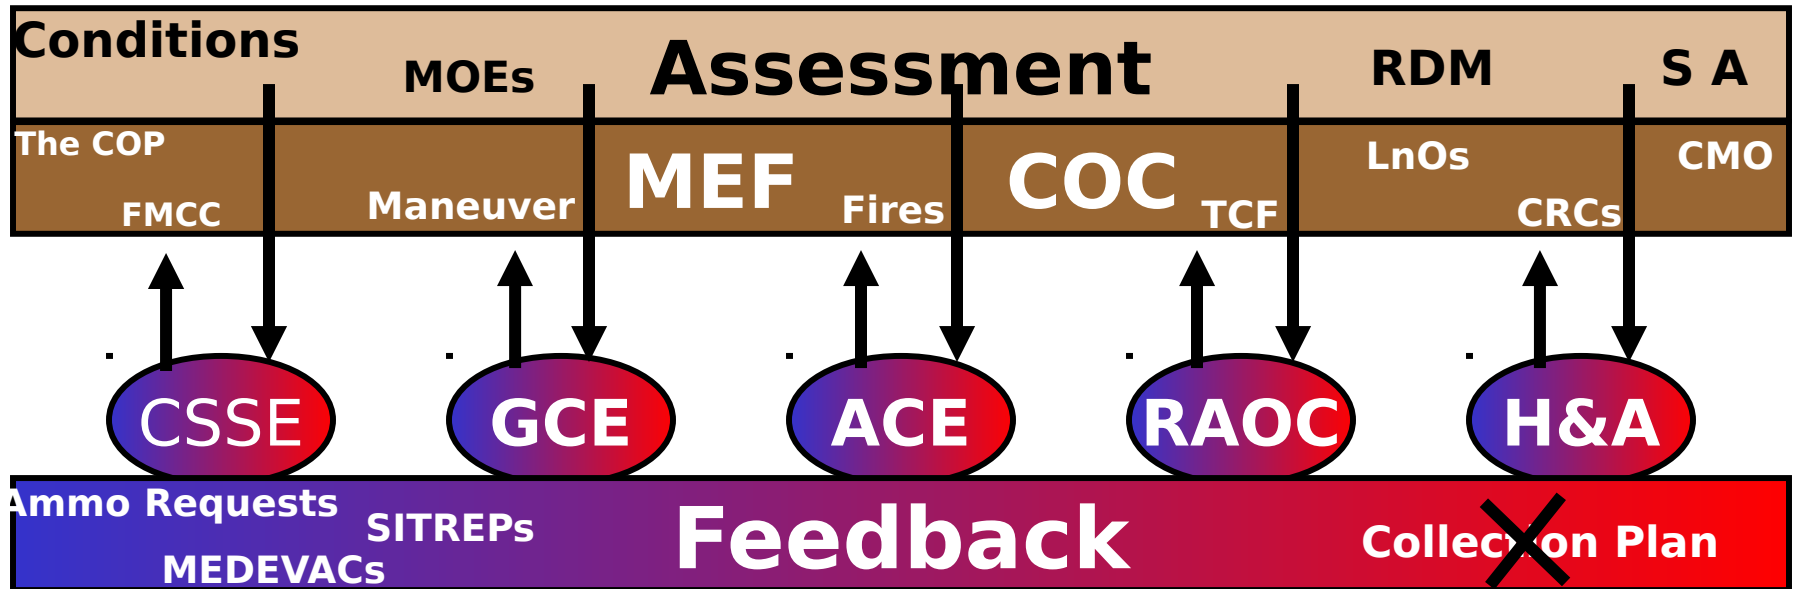 Conditions
MOEs
Assessment
RDM
S A
The COP
FMCC
Maneuver
MEF
Fires
COC
TCF
LnOs
CRCs
CMO
CSSE
GCE
ACE
RAOC
H&A
Ammo Requests
SITREPs
MEDEVACs
Feedback
Collection Plan